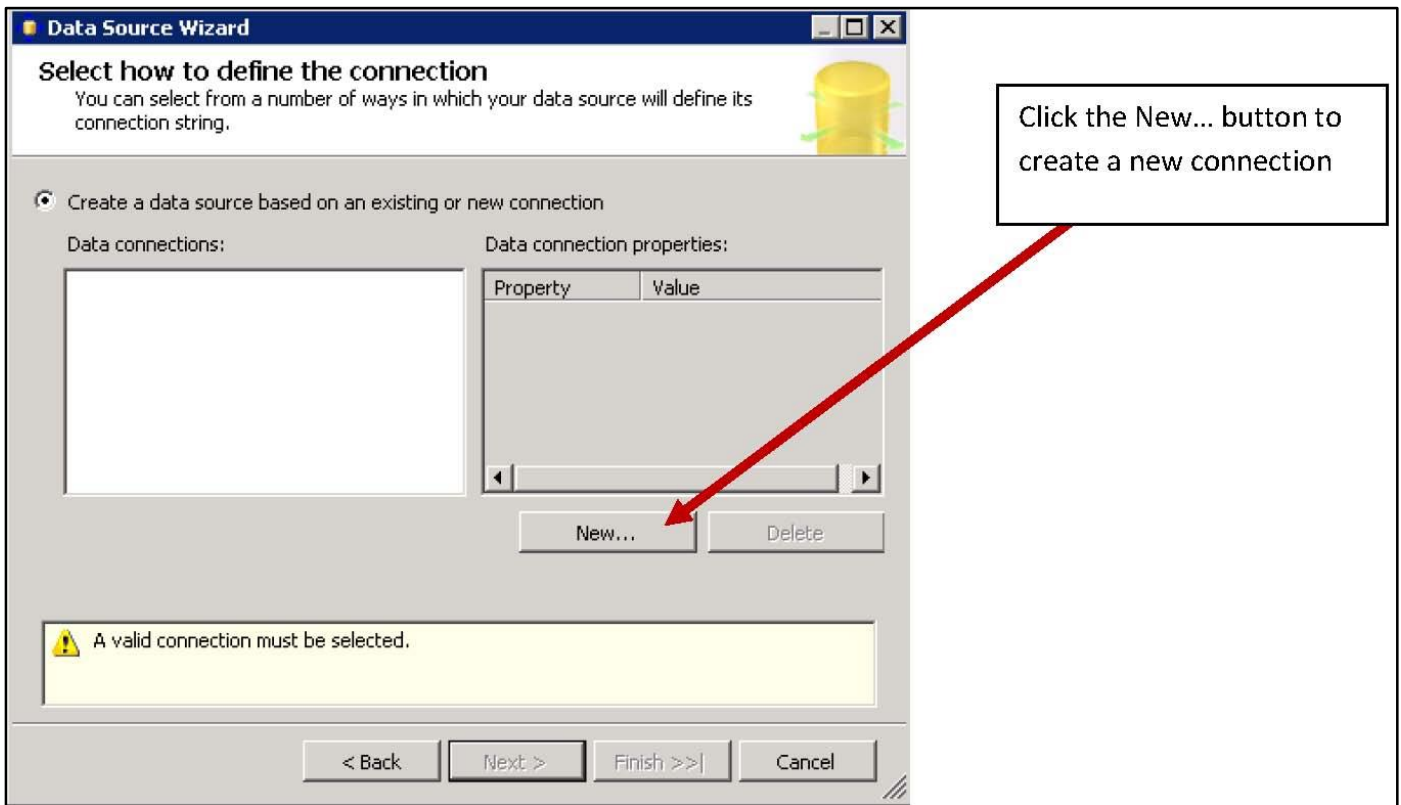 Data Source Wizard
Select how to define the connection
You can select from a number of ways in which your data source will define its
connection string.
Click the New... button to
create a new connection
Create a data source based on an existing or new connection
Data connections:
Data connection properties:
Property
Value
New...
Delete
A valid connection must be selected.
< Back
Next >
Finish >>|
Cancel